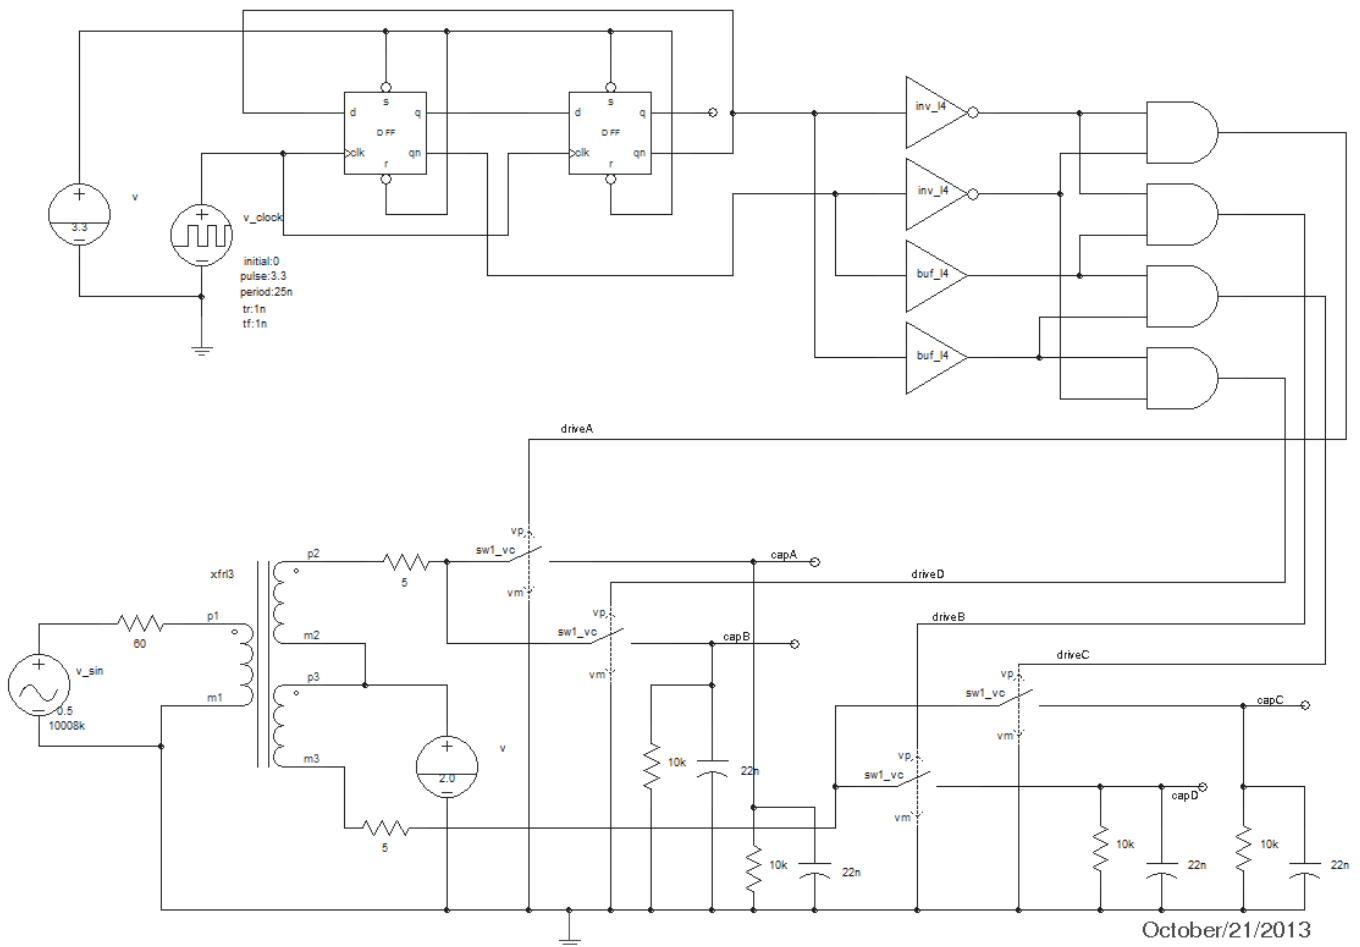 s
s
d
q
d
q
D FF
D FF
clk
qn
clk
qn
r
r
inv_l4
inv_l4
buf_l4
buf_l4
v
3.3
v_clock
initial:0
pulse:3.3
period:25n
tr:1n
tf:1n
driveA
vp
sw1_vc
vm
capA
driveD
vp
sw1_vc
vm
capB
driveB
driveC
vp
sw1_vc
vm
capC
vp
sw1_vc
vm
capD
xfrl3
p2
5
p1
60
m2
p3
m1
m3
v_sin
0.5
10008k
v
2.0
5
10k
22n
10k
22n
10k
22n
10k
22n
October/21/2013